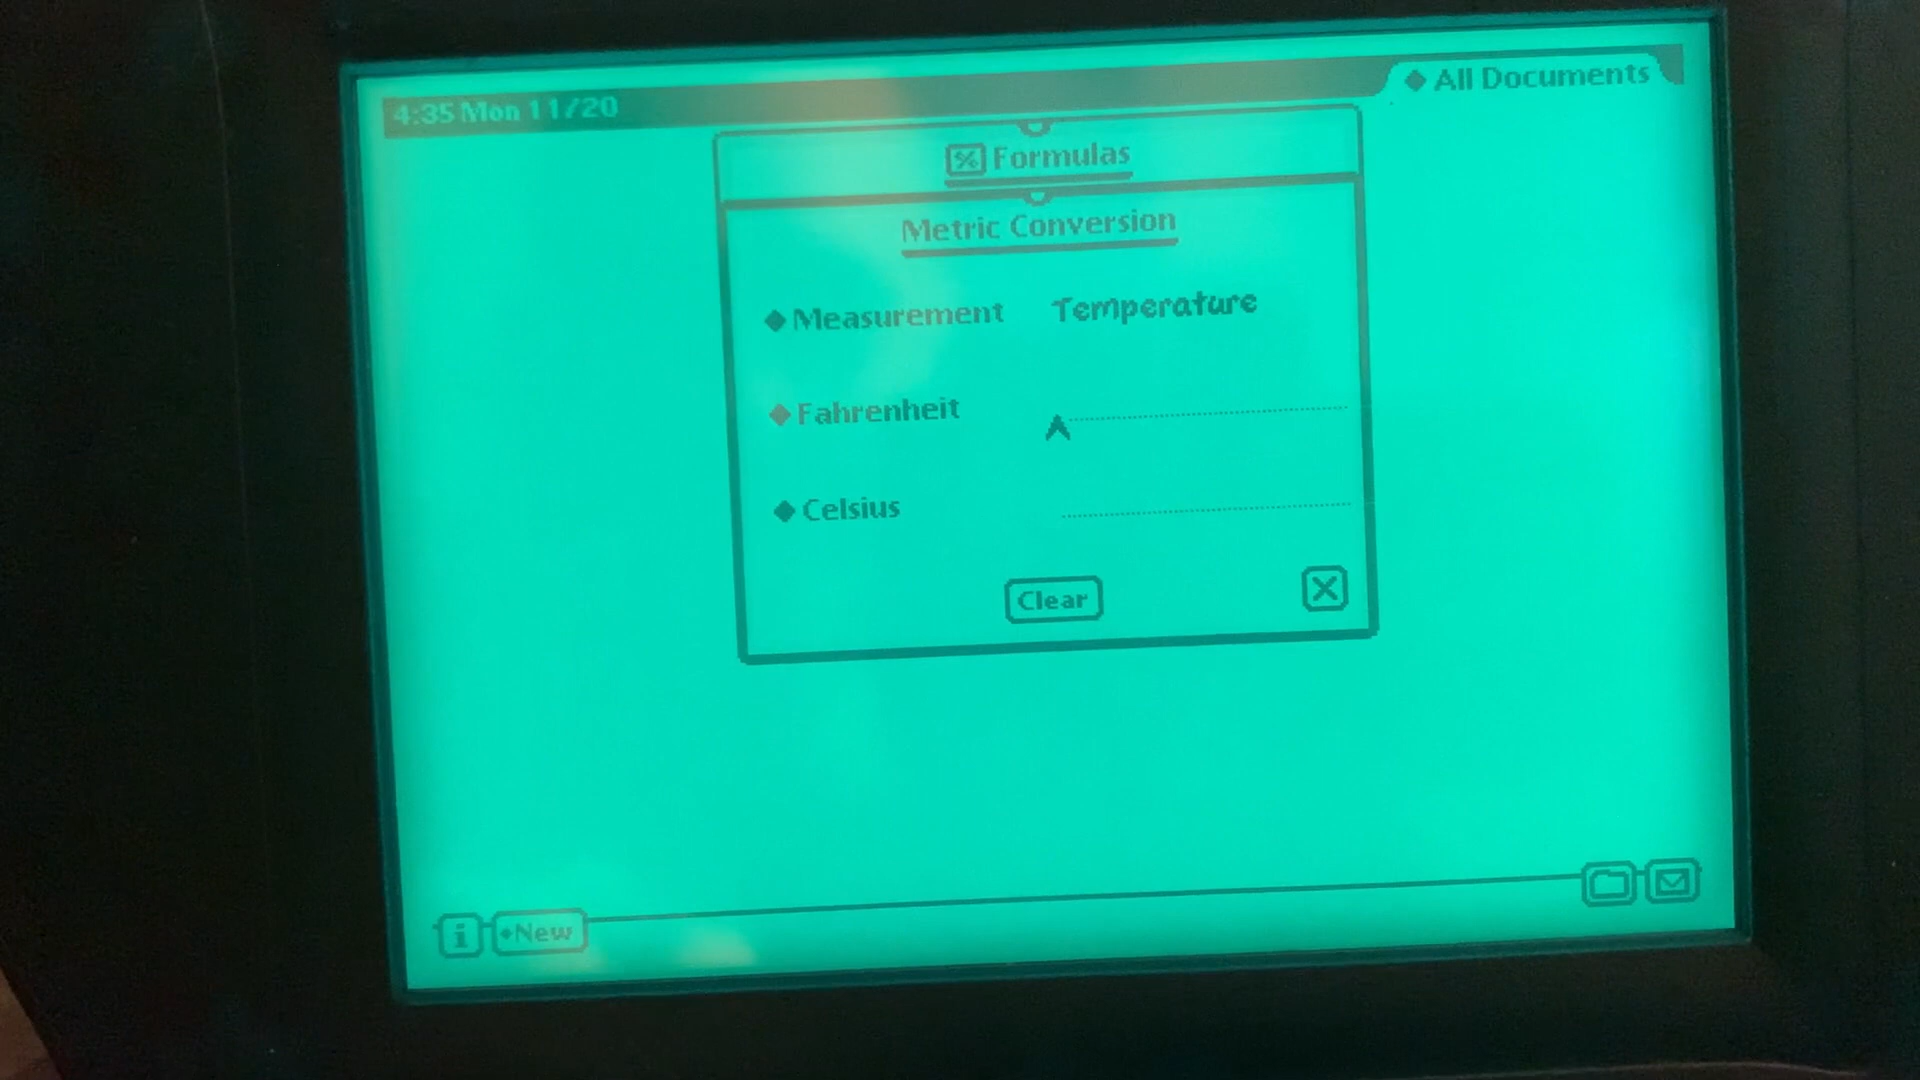 4:35 Mon 11/20
◆ All Documents
Formulas
Metric Conversion
◆ Measurement Temperature
◆ Fahrenheit
◆ Celsius
Clear
i ◆New